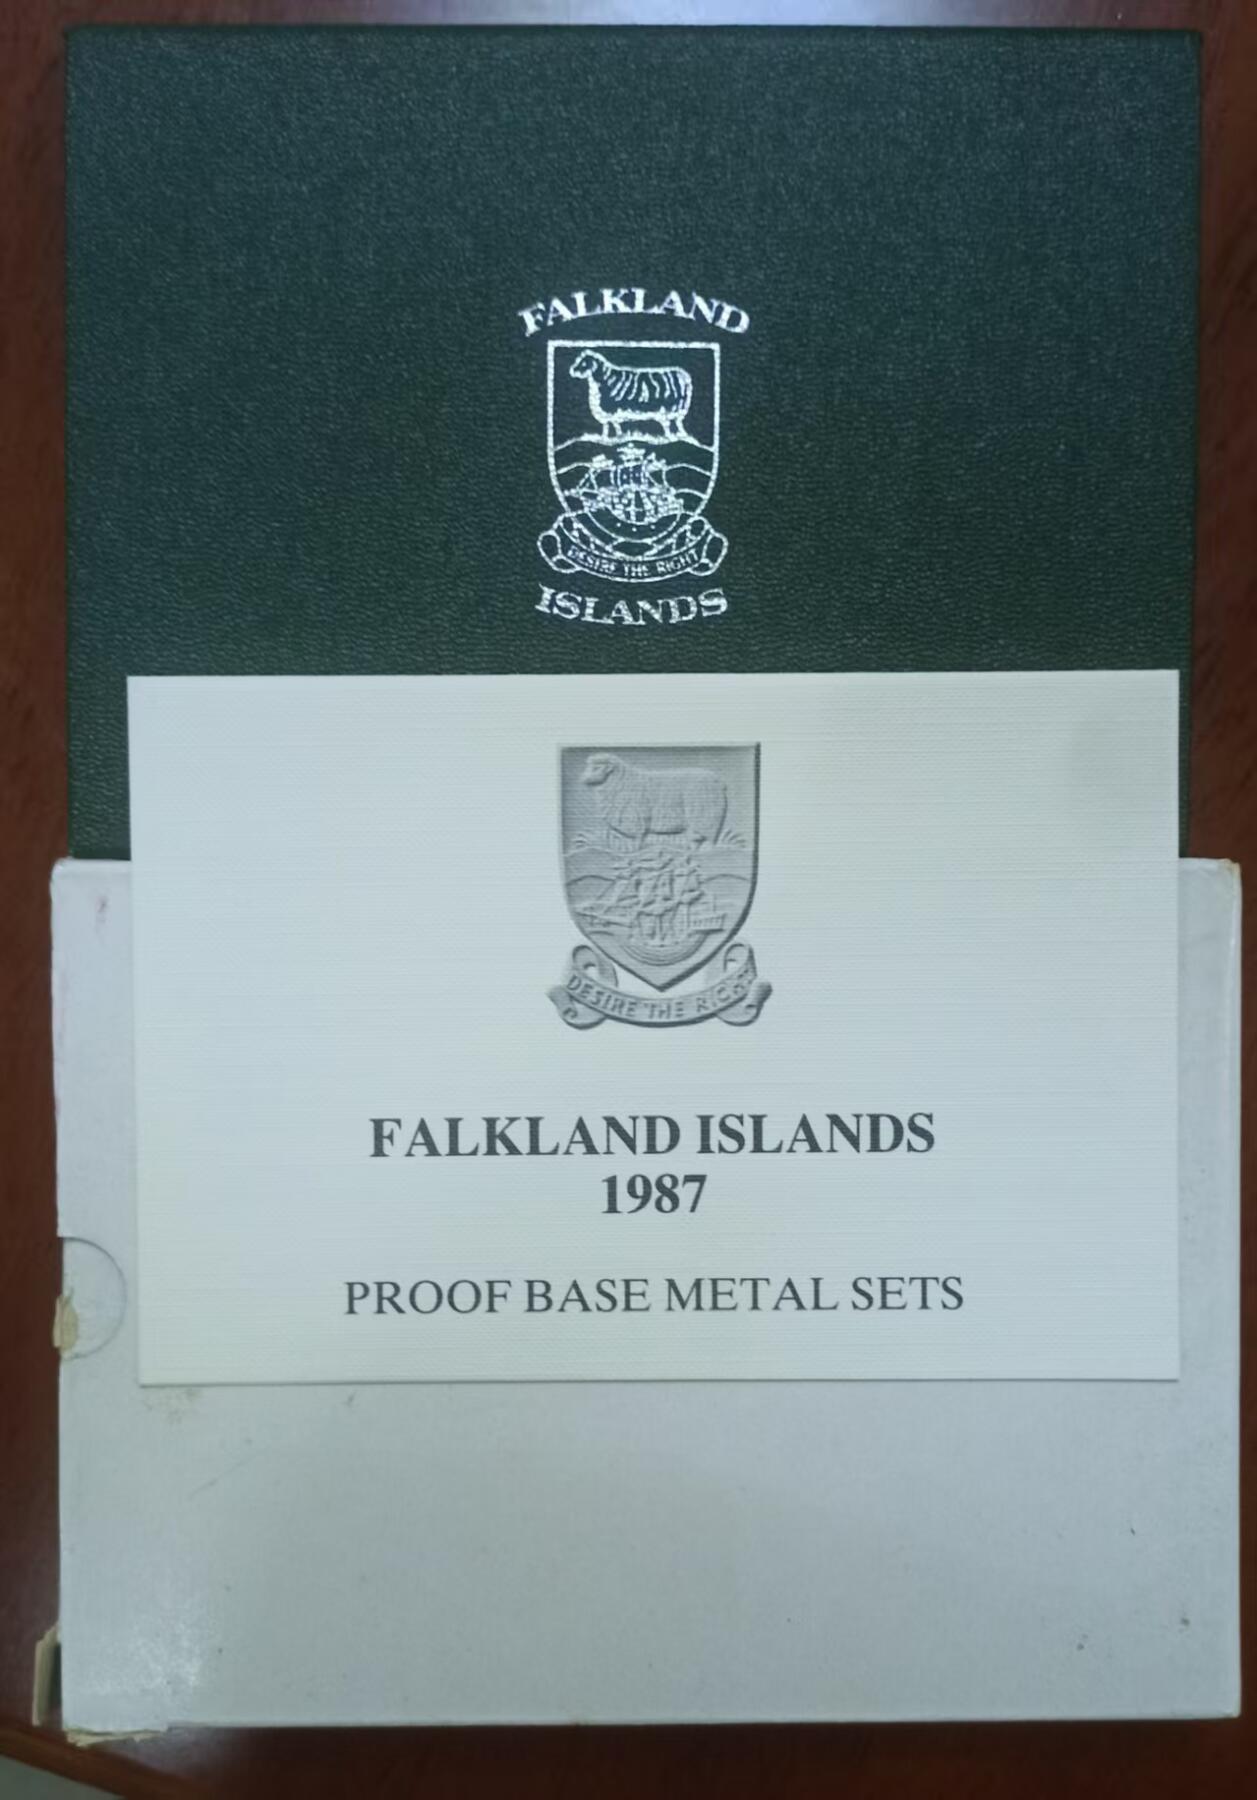 FALKLAND
DESIRE THE RIGHT
ISLANDS
DESIRE THE RIGHT
FALKLAND ISLANDS
1987
PROOF BASE METAL SETS